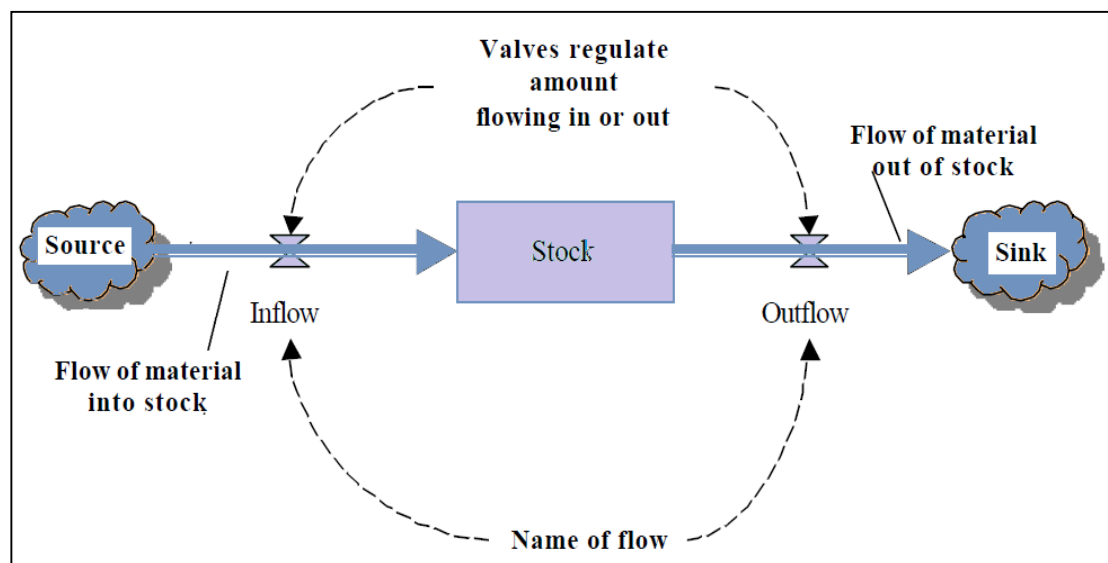 Valves regulate
amount
flowing in or out
Flow of material
out of stock
Source
Stock
Sink
Inflow
Outflow
Flow of material
into stock
Name of flow